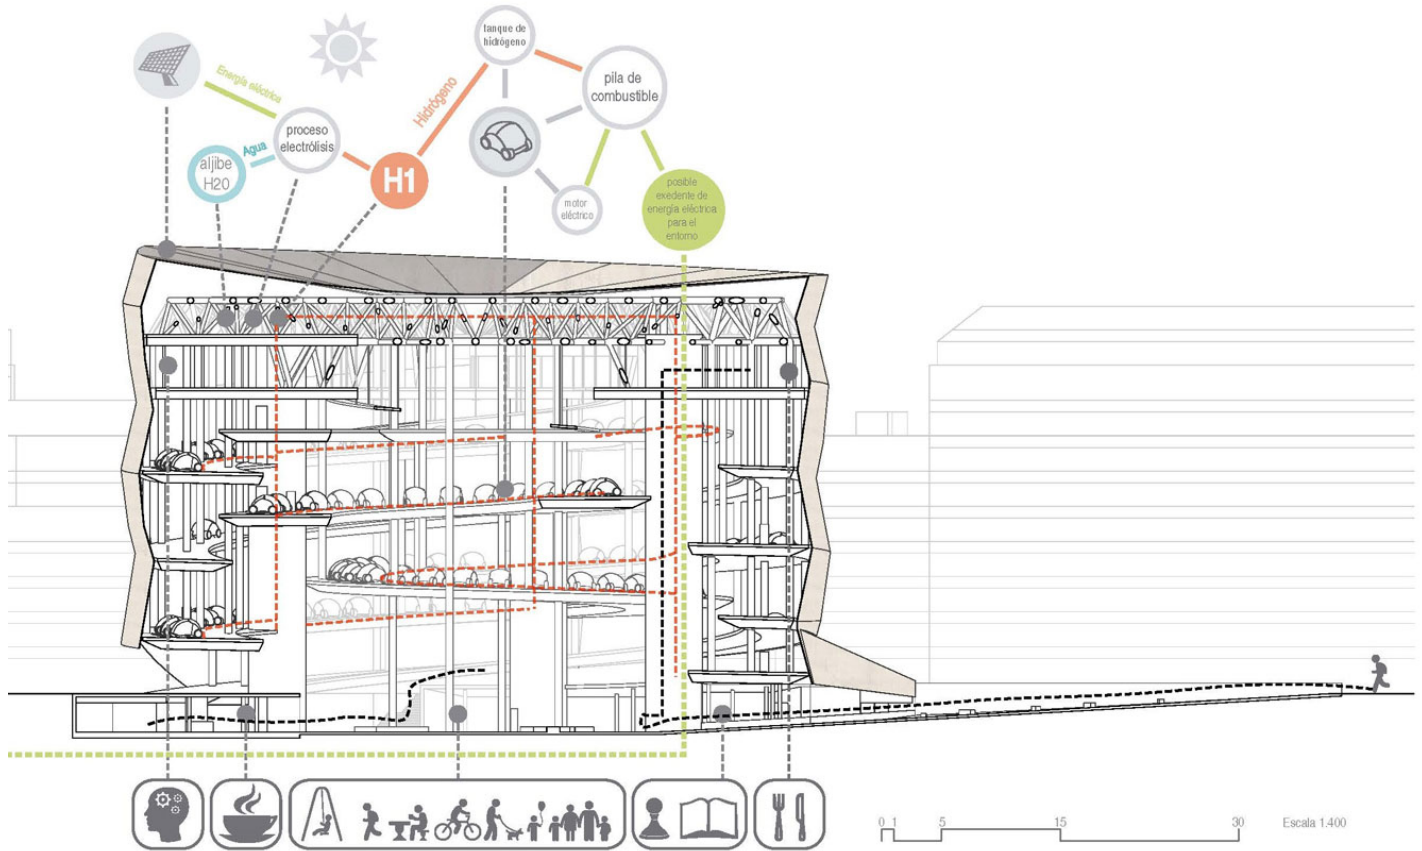 tanque de
hidrógeno
pila de
combustible
Energía eléctrica
Hidrógeno
proceso
electrólisis
Agua
aljibe
H20
H1
motor
eléctrico
posible
exedente de
energía eléctrica
para el
entorno
0 1 5 15 30 Escala 1.400